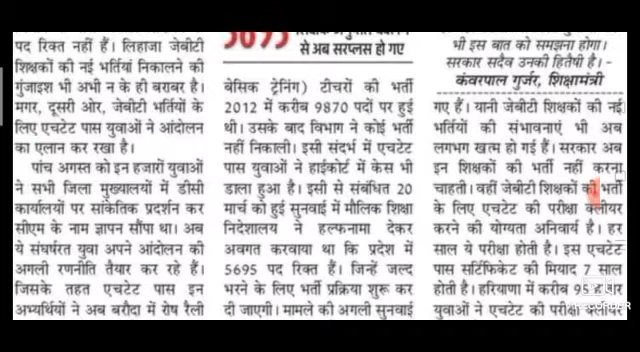 पद रिक्त नहीं हैं। लिहाजा जेबीटी
शिक्षकों की नई भर्तियां निकालने की
गुंजाइश भी अभी न के ही बराबर है।
मगर, दूसरी ओर, जेबीटी भर्तियों के
लिए एचटेट पास युवाओं ने आंदोलन
का एलान कर रखा है।
पांच अगस्त को इन हजारों युवाओं
ने सभी जिला मुख्यालयों में डीसी
कार्यालयों पर सांकेतिक प्रदर्शन कर
सीएम के नाम ज्ञापन सौंपा था। अब
ये संघर्षरत युवा अपने आंदोलन की
अगली रणनीति तैयार कर रहे हैं।
जिसके तहत एचटेट पास इन
अभ्यर्थियों ने अब बरौदा में रोष रैली
5695
से अब सरप्लस हो गए
बेसिक ट्रेनिंग) टीचरों की भर्ती
2012 में करीब 9870 पदों पर हुई
थी। उसके बाद विभाग ने कोई भर्ती
नहीं निकाली। इसी संदर्भ में एचटेट
पास युवाओं ने हाईकोर्ट में केस भी
डाला हुआ है। इसी से संबंधित 20
मार्च को हुई सुनवाई में मौलिक शिक्षा
निदेशालय ने हल्फनामा देकर
अवगत करवाया था कि प्रदेश में
5695 पद रिक्त हैं। जिन्हें जल्द
भरने के लिए भर्ती प्रक्रिया शुरू कर
दी जाएगी। मामले की अगली सुनवाई
भी इस बात को समझना होगा।
सरकार सदैव उनकी हितैषी है।-
कंवरपाल गुर्जर, शिक्षामंत्री
गए हैं। यानी जेबीटी शिक्षकों की नई
भर्तियों की संभावनाएं भी अब
लगभग खत्म हो गई हैं। सरकार अब
इन शिक्षकों की भर्ती नहीं करना
चाहती। वहीं जेबीटी शिक्षकों की भर्ती
के लिए एचटेट की परीक्षा क्लीयर
करने की योग्यता अनिवार्य है। हर
साल ये परीक्षा होती है। इस एचटेट
पास सर्टिफिकेट की मियाद 7 साल
होती है। हरियाणा में करीब
युवाओं ने एचटेट की परीक्षा क्लीयर
RECORDER